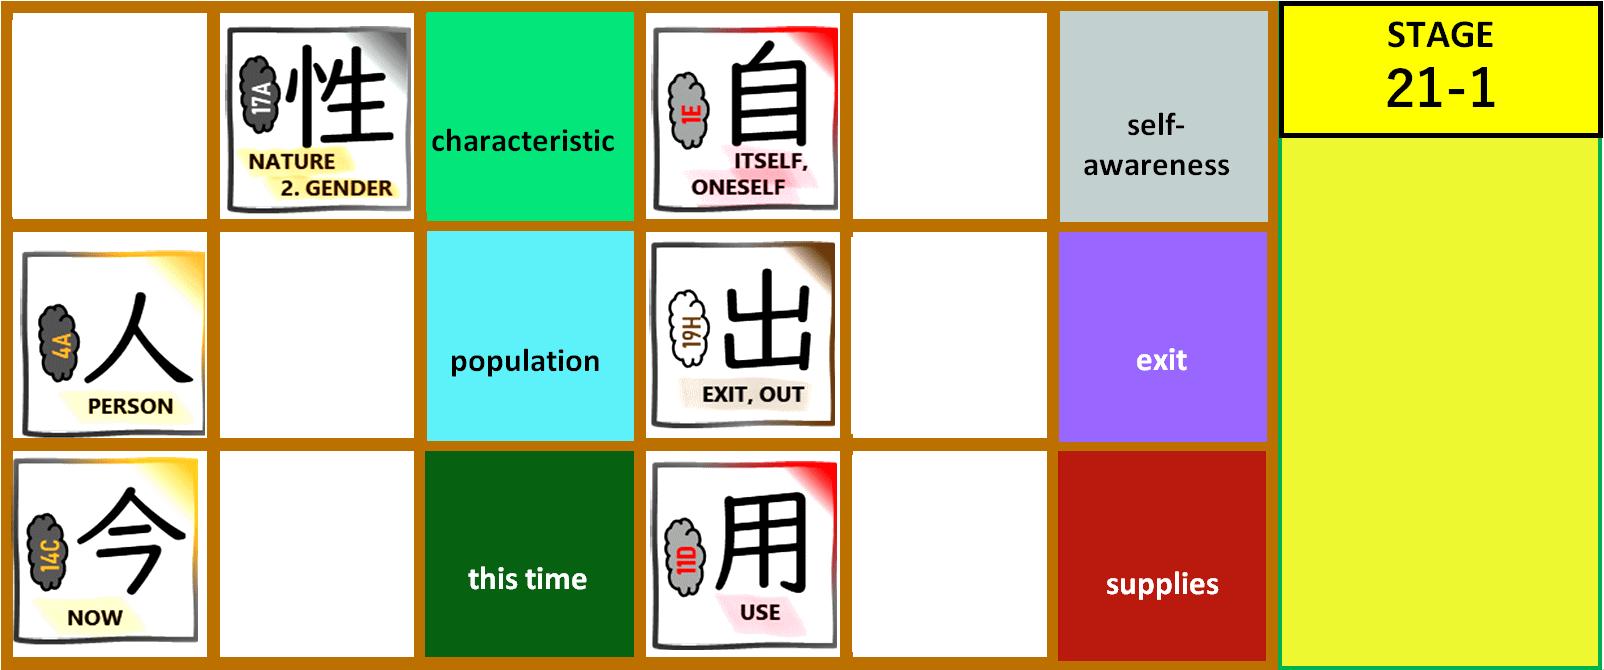 17A
性
NATURE
2. GENDER
characteristic
1E
自
ITSELF,
ONESELF
self-
awareness
STAGE
21-1
4A
人
PERSON
population
19H
出
EXIT, OUT
exit
14C
今
NOW
this time
11D
用
USE
supplies